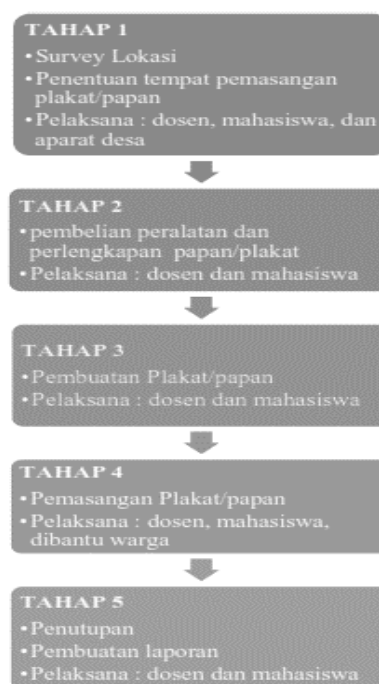 TAHAP 1
• Survey Lokasi
• Penentuan tempat pemasangan
plakat/papan
• Pelaksana : dosen, mahasiswa, dan
aparat desa
TAHAP 2
• pembelian peralatan dan
perlengkapan papan/plakat
• Pelaksana : dosen dan mahasiswa
TAHAP 3
• Pembuatan Plakat/papan
• Pelaksana : dosen dan mahasiswa
TAHAP 4
• Pemasangan Plakat/papan
• Pelaksana : dosen, mahasiswa,
dibantu warga
TAHAP 5
• Penutupan
• Pembuatan laporan
• Pelaksana : dosen dan mahasiswa